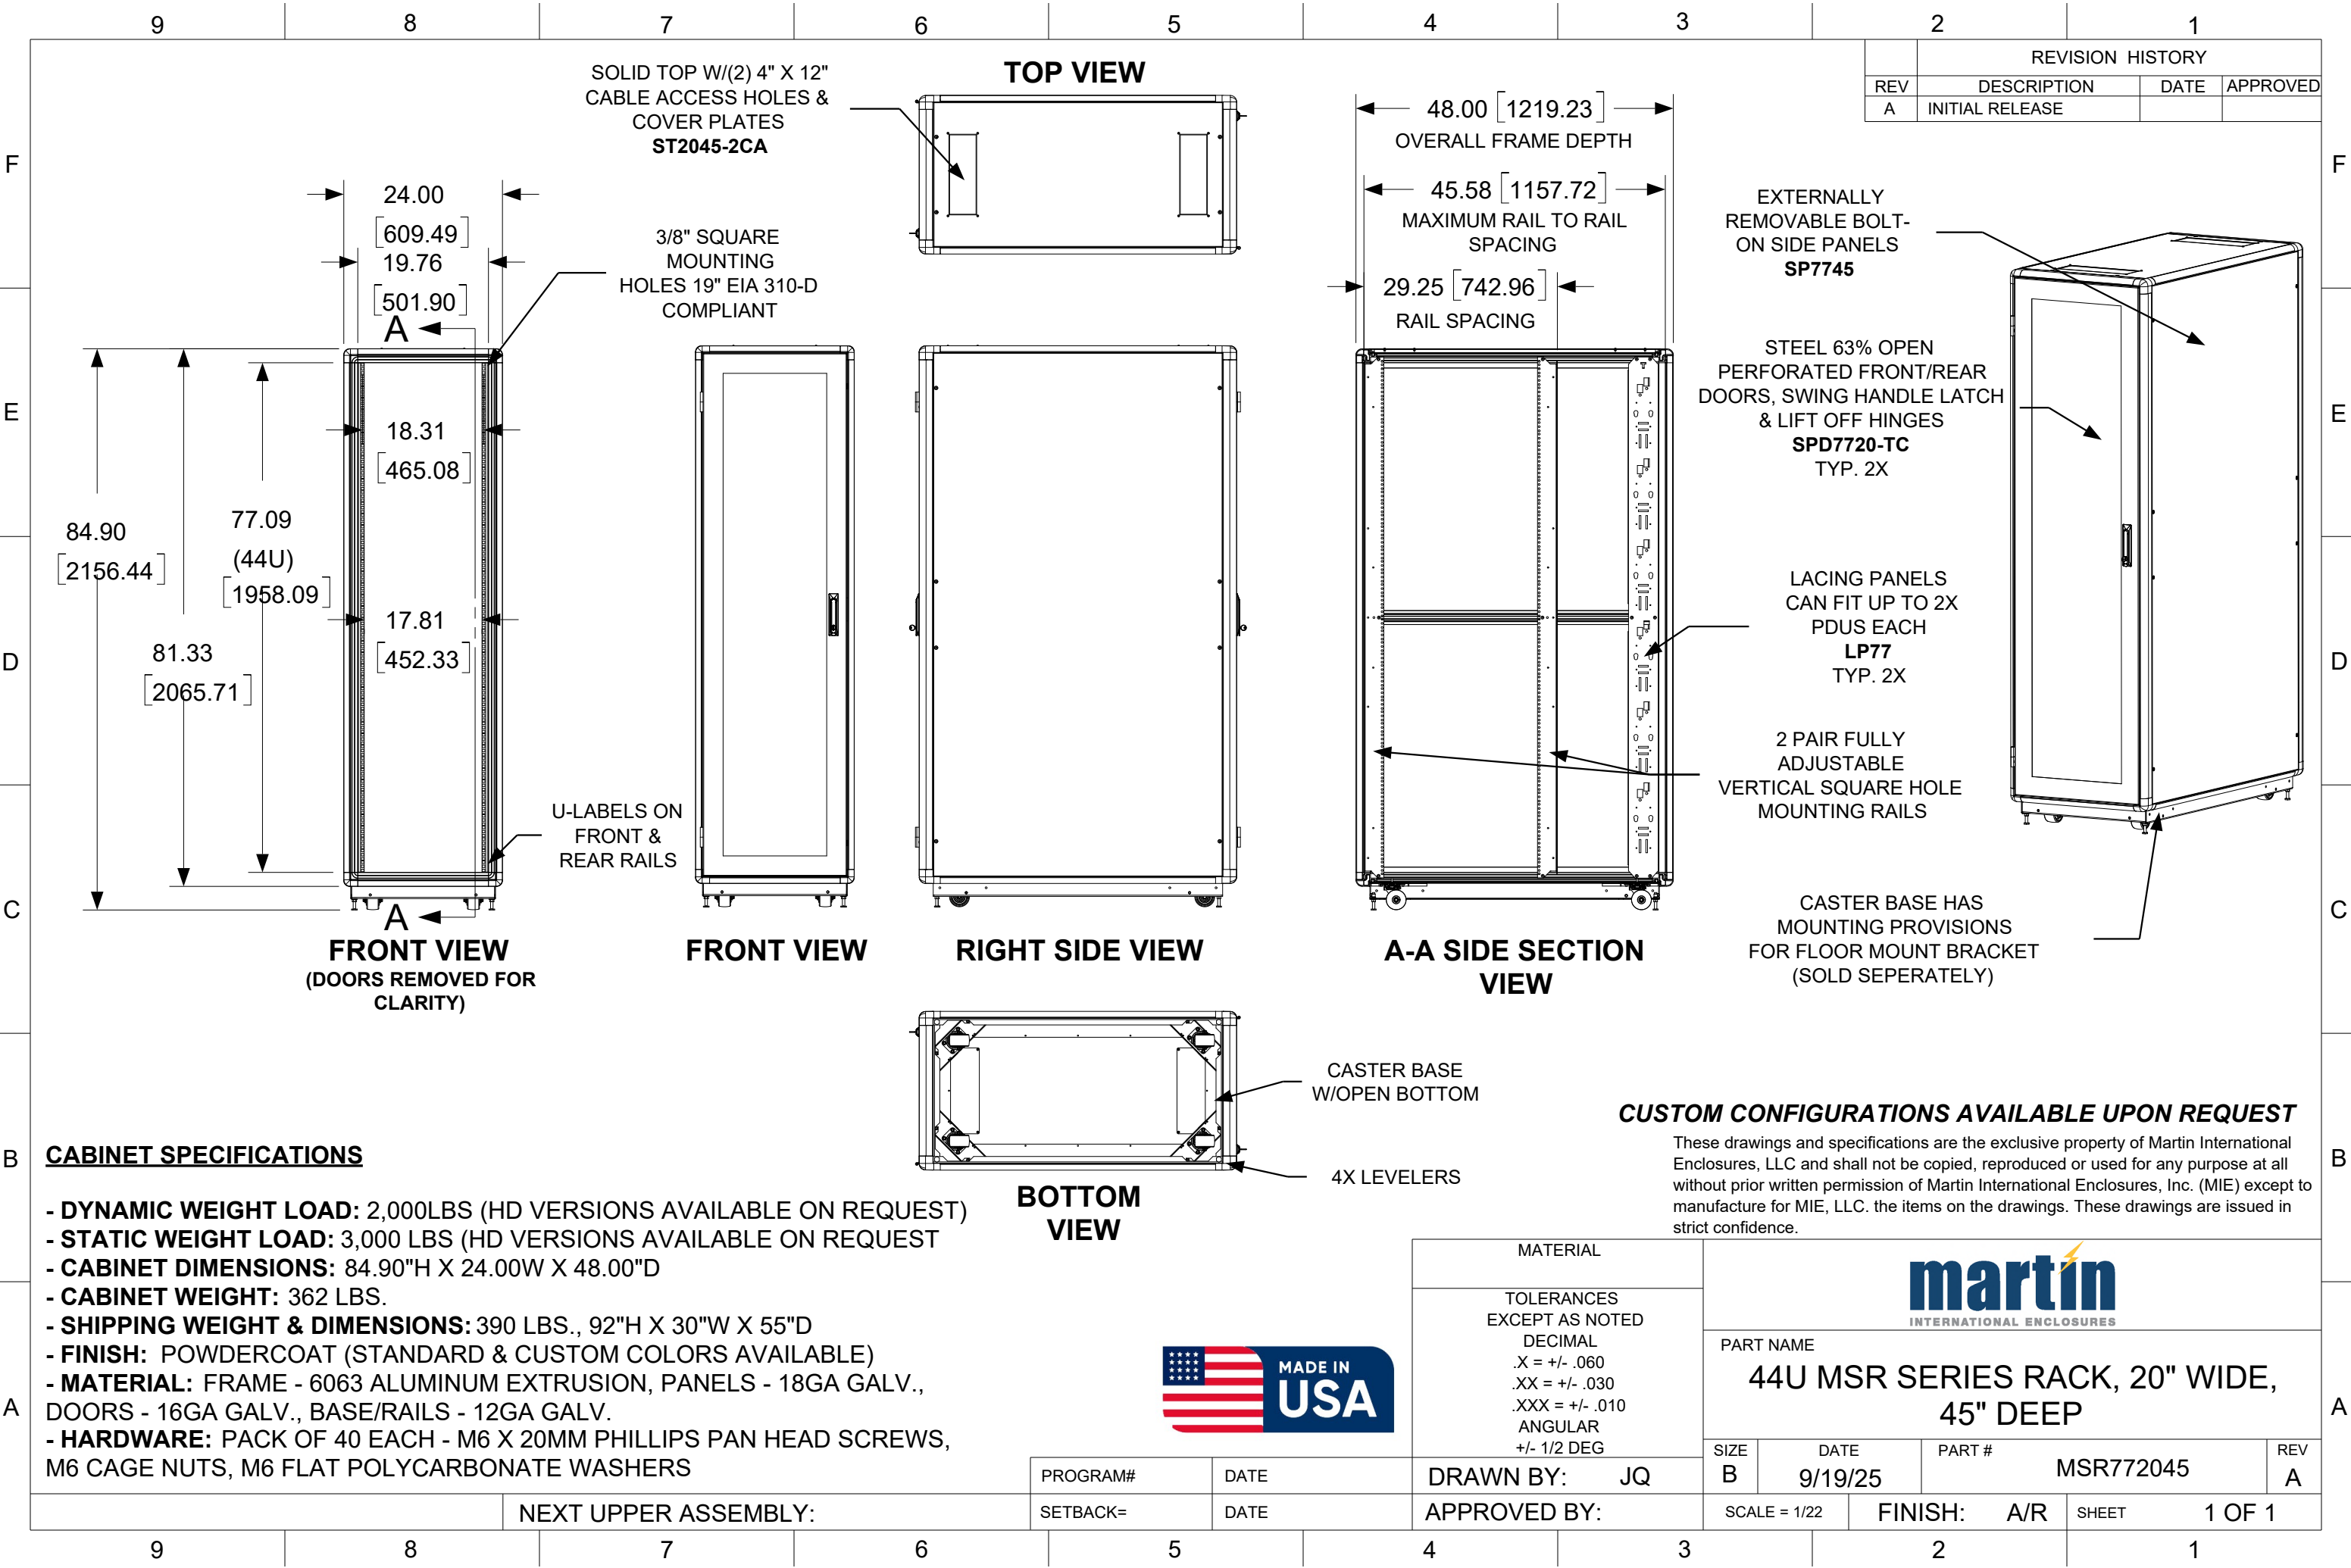 9 8 7 6 5 4 3 2 1
F
E
D
C
B
A
REVISION HISTORY
REV DESCRIPTION DATE APPROVED
A INITIAL RELEASE
SOLID TOP W/(2) 4" X 12"
CABLE ACCESS HOLES &
COVER PLATES
ST2045-2CA
TOP VIEW
48.00 [1219.23]
OVERALL FRAME DEPTH
45.58 [1157.72]
MAXIMUM RAIL TO RAIL
SPACING
29.25 [742.96]
RAIL SPACING
24.00
[609.49]
19.76
[501.90]
A
3/8" SQUARE
MOUNTING
HOLES 19" EIA 310-D
COMPLIANT
EXTERNALLY
REMOVABLE BOLT-
ON SIDE PANELS
SP7745
STEEL 63% OPEN
PERFORATED FRONT/REAR
DOORS, SWING HANDLE LATCH
& LIFT OFF HINGES
SPD7720-TC
TYP. 2X
18.31
[465.08]
84.90
[2156.44]
77.09
(44U)
[1958.09]
17.81
[452.33]
81.33
[2065.71]
LACING PANELS
CAN FIT UP TO 2X
PDUS EACH
LP77
TYP. 2X
2 PAIR FULLY
ADJUSTABLE
VERTICAL SQUARE HOLE
MOUNTING RAILS
U-LABELS ON
FRONT &
REAR RAILS
CASTER BASE HAS
MOUNTING PROVISIONS
FOR FLOOR MOUNT BRACKET
(SOLD SEPERATELY)
A
FRONT VIEW
(DOORS REMOVED FOR
CLARITY)
FRONT VIEW
RIGHT SIDE VIEW
A-A SIDE SECTION
VIEW
CASTER BASE
W/OPEN BOTTOM
4X LEVELERS
BOTTOM
VIEW
CUSTOM CONFIGURATIONS AVAILABLE UPON REQUEST
These drawings and specifications are the exclusive property of Martin International
Enclosures, LLC and shall not be copied, reproduced or used for any purpose at all
without prior written permission of Martin International Enclosures, Inc. (MIE) except to
manufacture for MIE, LLC. the items on the drawings. These drawings are issued in
strict confidence.
CABINET SPECIFICATIONS
- DYNAMIC WEIGHT LOAD: 2,000LBS (HD VERSIONS AVAILABLE ON REQUEST)
- STATIC WEIGHT LOAD: 3,000 LBS (HD VERSIONS AVAILABLE ON REQUEST
- CABINET DIMENSIONS: 84.90"H X 24.00W X 48.00"D
- CABINET WEIGHT: 362 LBS.
- SHIPPING WEIGHT & DIMENSIONS: 390 LBS., 92"H X 30"W X 55"D
- FINISH: POWDERCOAT (STANDARD & CUSTOM COLORS AVAILABLE)
- MATERIAL: FRAME - 6063 ALUMINUM EXTRUSION, PANELS - 18GA GALV.,
DOORS - 16GA GALV., BASE/RAILS - 12GA GALV.
- HARDWARE: PACK OF 40 EACH - M6 X 20MM PHILLIPS PAN HEAD SCREWS,
M6 CAGE NUTS, M6 FLAT POLYCARBONATE WASHERS
MADE IN
USA
MATERIAL
TOLERANCES
EXCEPT AS NOTED
DECIMAL
.X = +/- .060
.XX = +/- .030
.XXX = +/- .010
ANGULAR
+/- 1/2 DEG
martin
INTERNATIONAL ENCLOSURES
PART NAME
44U MSR SERIES RACK, 20" WIDE,
45" DEEP
SIZE B
DATE 9/19/25
PART # MSR772045
REV A
PROGRAM# DATE
DRAWN BY: JQ
NEXT UPPER ASSEMBLY:
SETBACK= DATE
APPROVED BY:
SCALE = 1/22
FINISH: A/R
SHEET 1 OF 1
F
E
D
C
B
A
9 8 7 6 5 4 3 2 1